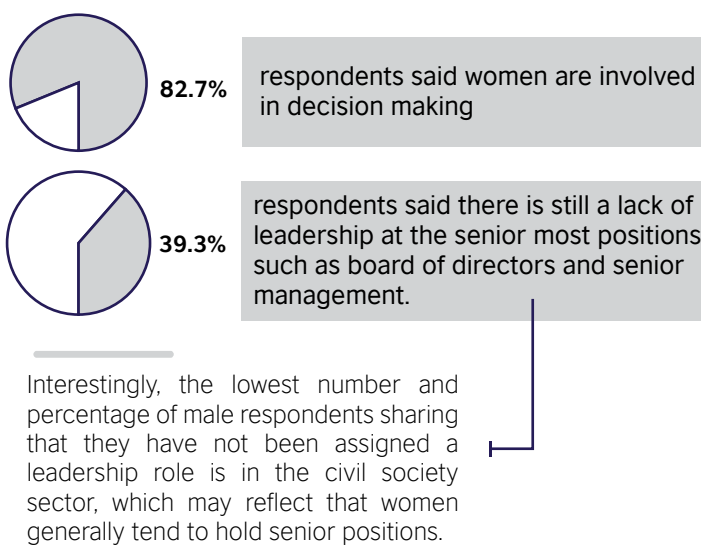 82.7%
respondents said women are involved
in decision making
39.3%
respondents said there is still a lack of
leadership at the senior most positions
such as board of directors and senior
management.
Interestingly, the lowest number and
percentage of male respondents sharing
that they have not been assigned a
leadership role is in the civil society
sector, which may reflect that women
generally tend to hold senior positions.